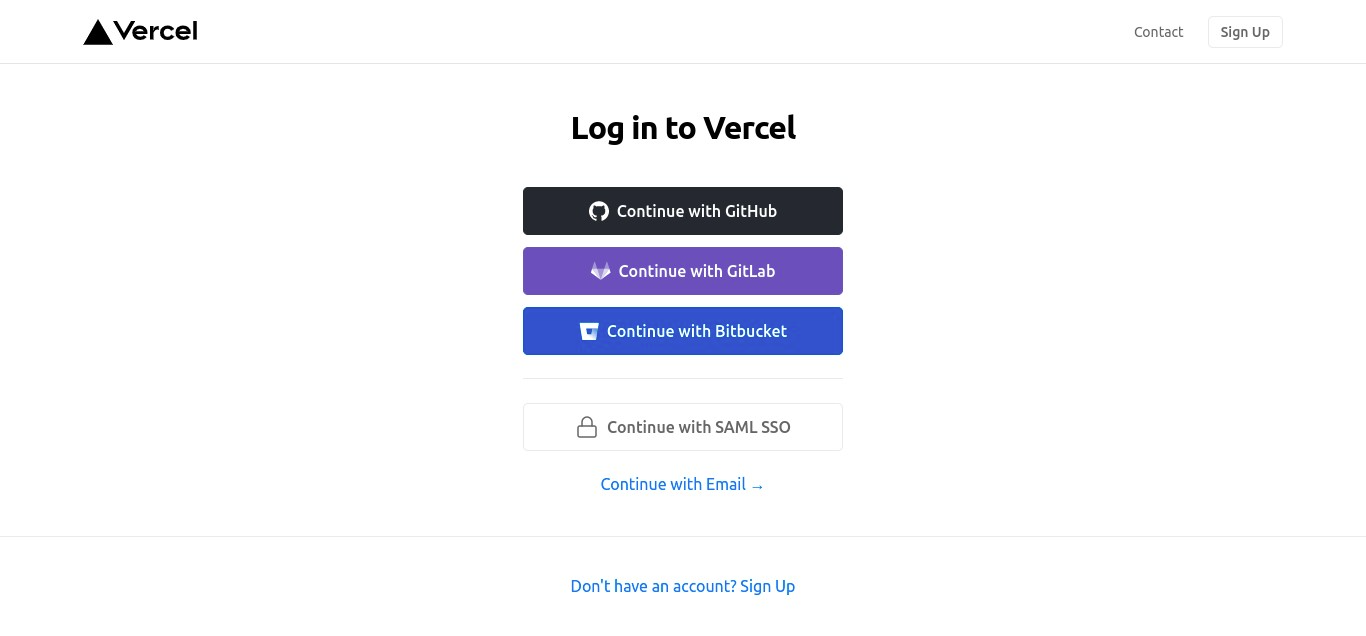 Vercel
Contact
Sign Up
Log in to Vercel
Continue with GitHub
Continue with GitLab
Continue with Bitbucket
Continue with SAML SSO
Continue with Email →
Don't have an account? Sign Up